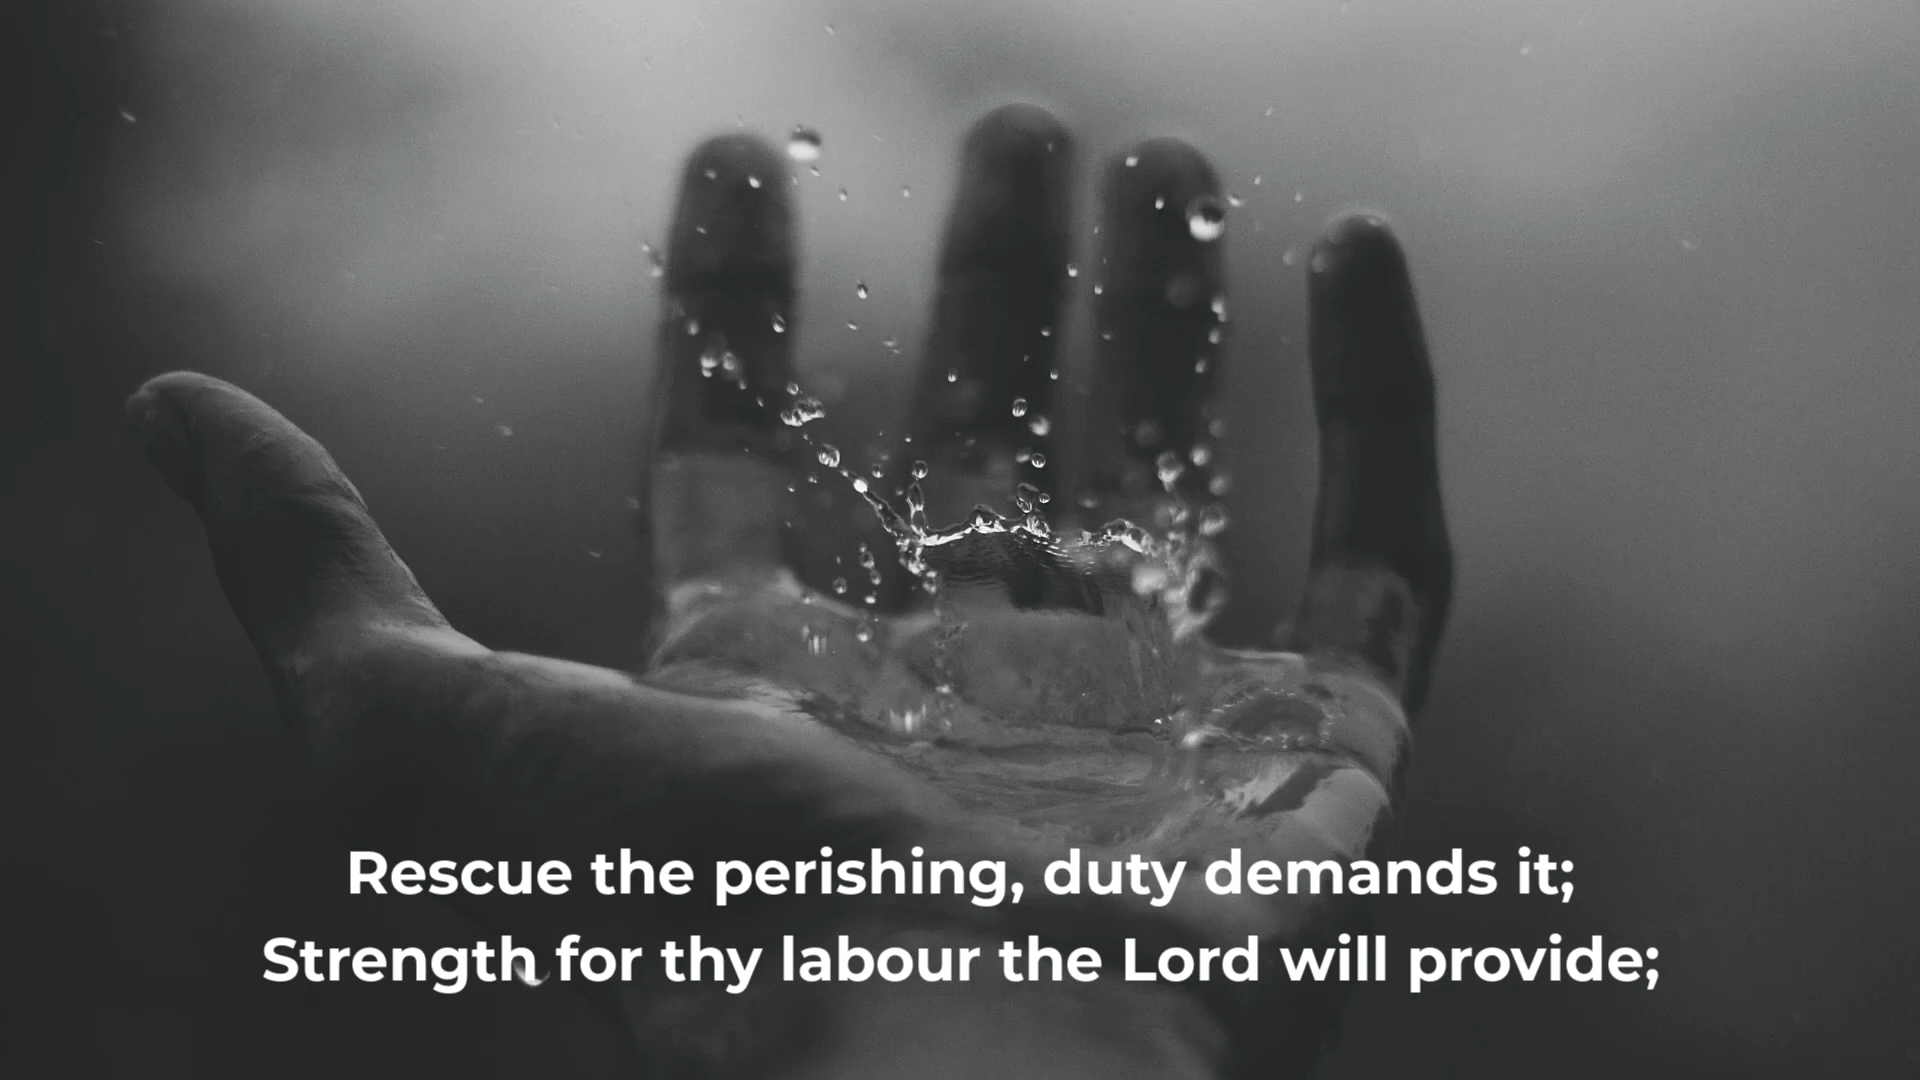 Rescue the perishing, duty demands it;
Strength for thy labour the Lord will provide;